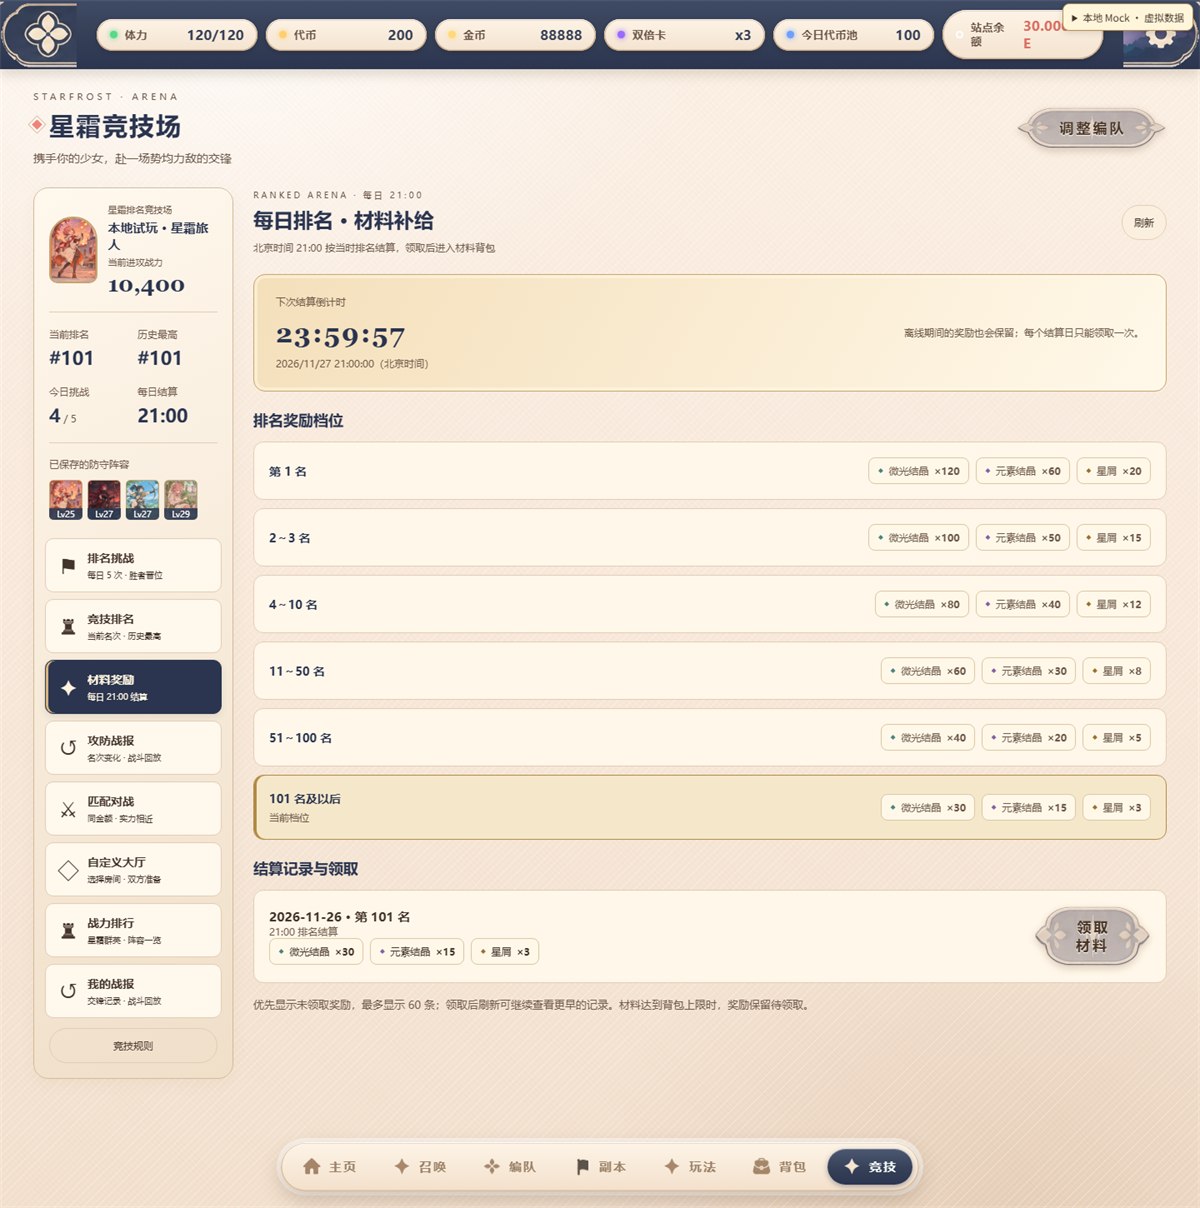 体力 120/120
代币 200
金币 88888
双倍卡 x3
今日代币池 100
站点余额
30.00
E
▶ 本地 Mock · 虚拟数据
STARFROST · ARENA
星霜竞技场
携手你的少女，赴一场势均力敌的交锋
调整编队
星霜排名竞技场
本地试玩·星霜旅人
当前进攻战力
10,400
当前排名
#101
历史最高
#101
今日挑战
4 / 5
每日结算
21:00
已保存的防守阵容
Lv25
Lv27
Lv27
Lv29
排名挑战
每日 5 次 · 胜者晋位
竞技排名
当前名次 · 历史最高
材料奖励
每日 21:00 结算
攻防战报
名次变化 · 战斗回放
匹配对战
同金额 · 实力相近
自定义大厅
选择房间 · 双方准备
战力排行
星霜群英 · 阵容一览
我的战报
交锋记录 · 战斗回放
竞技规则
RANKED ARENA · 每日 21:00
每日排名 · 材料补给
北京时间 21:00 按当时排名结算，领取后进入材料背包
刷新
下次结算倒计时
23:59:57
2026/11/27 21:00:00（北京时间）
离线期间的奖励也会保留；每个结算日只能领取一次。
排名奖励档位
第 1 名
微光结晶 ×120
元素结晶 ×60
星屑 ×20
2～3 名
微光结晶 ×100
元素结晶 ×50
星屑 ×15
4～10 名
微光结晶 ×80
元素结晶 ×40
星屑 ×12
11～50 名
微光结晶 ×60
元素结晶 ×30
星屑 ×8
51～100 名
微光结晶 ×40
元素结晶 ×20
星屑 ×5
101 名及以后
当前档位
微光结晶 ×30
元素结晶 ×15
星屑 ×3
结算记录与领取
2026-11-26 · 第 101 名
21:00 排名结算
微光结晶 ×30
元素结晶 ×15
星屑 ×3
领取
材料
优先显示未领取奖励，最多显示 60 条；领取后刷新可继续查看更早的记录。材料达到背包上限时，奖励保留待领取。
主页
召唤
编队
副本
玩法
背包
竞技